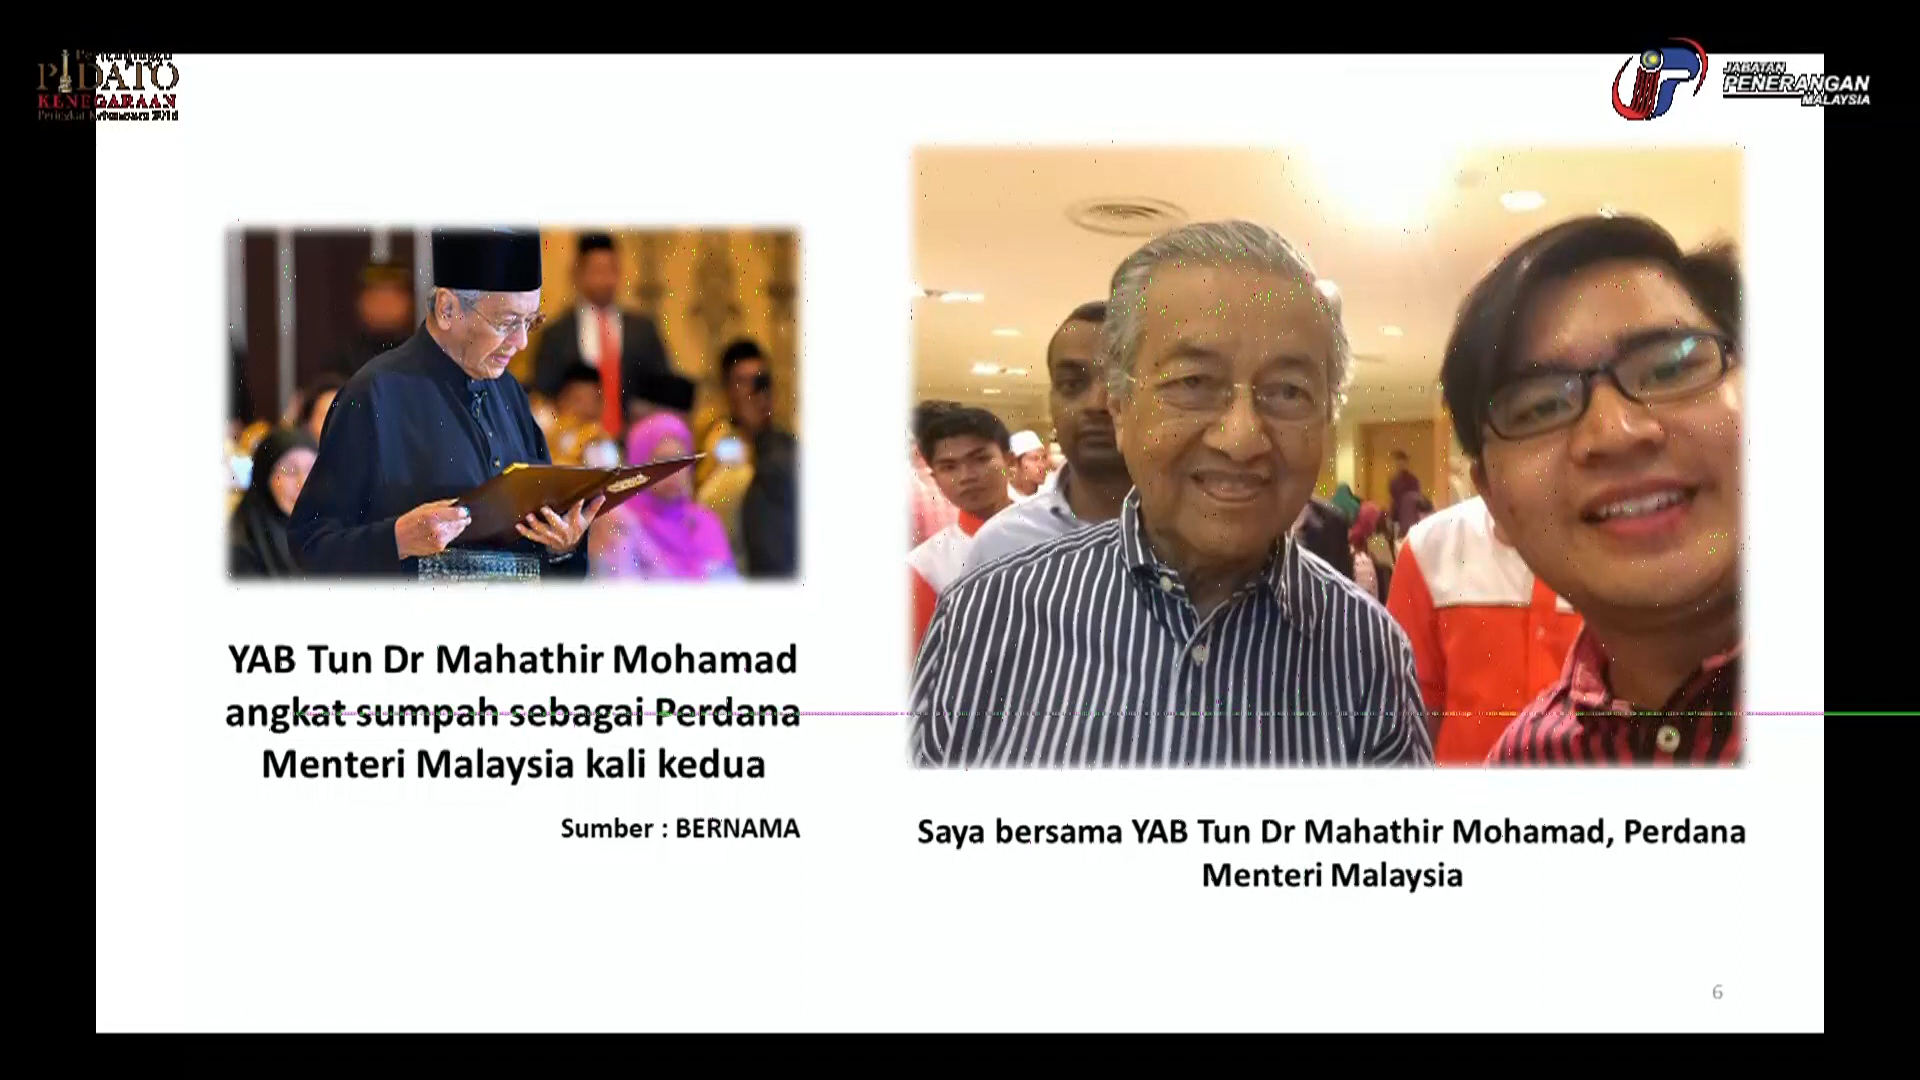 PIDATO
KENEGARAAN
JABATAN
PENERANGAN
MALAYSIA
YAB Tun Dr Mahathir Mohamad
angkat sumpah sebagai Perdana
Menteri Malaysia kali kedua
Sumber : BERNAMA
Saya bersama YAB Tun Dr Mahathir Mohamad, Perdana
Menteri Malaysia
6